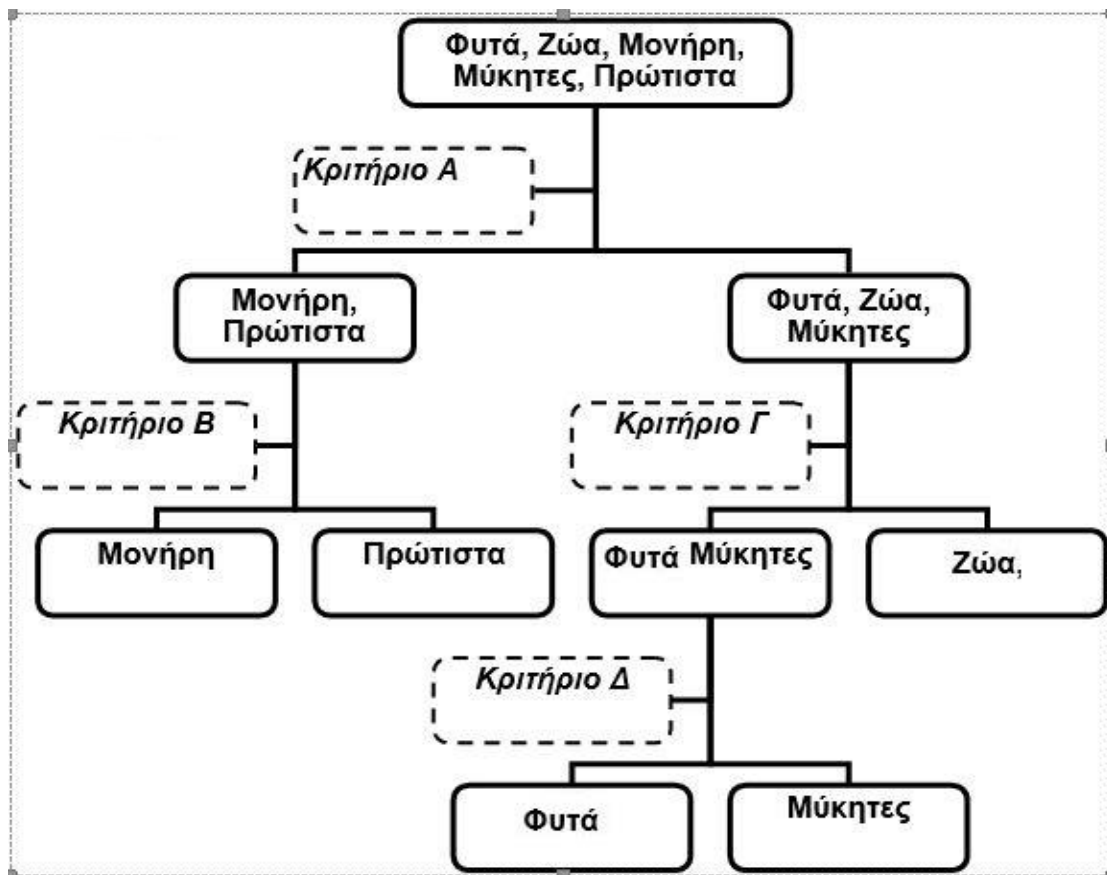 Φυτά, Ζώα, Μονήρη,
Μύκητες, Πρώτιστα
Κριτήριο Α
Μονήρη,
Πρώτιστα
Φυτά, Ζώα,
Μύκητες
Κριτήριο Β
Κριτήριο Γ
Μονήρη
Πρώτιστα
Φυτά Μύκητες
Ζώα,
Κριτήριο Δ
Φυτά
Μύκητες